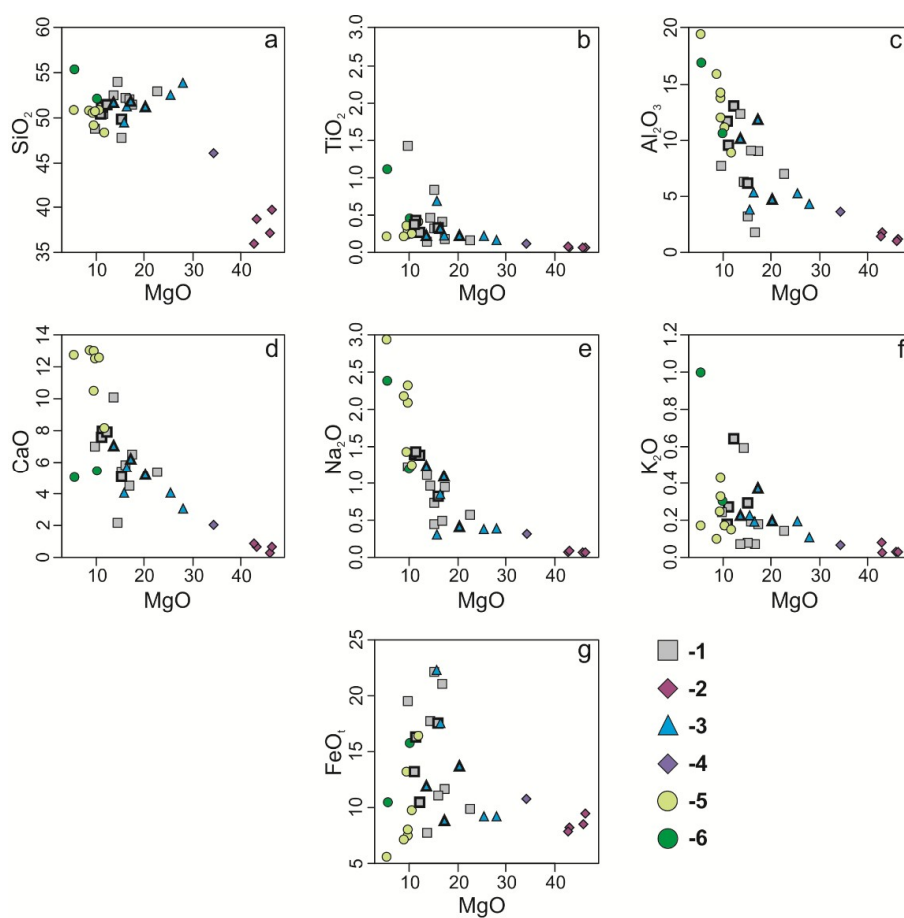 a
SiO₂
60
55
50
45
40
35
10 20 30 40
MgO
b
TiO₂
3.0
2.5
2.0
1.5
1.0
0.5
0.0
10 20 30 40
MgO
c
Al₂O₃
20
15
10
5
0
10 20 30 40
MgO
d
CaO
14
12
10
8
6
4
2
0
10 20 30 40
MgO
e
Na₂O
3.0
2.5
2.0
1.5
1.0
0.5
0.0
10 20 30 40
MgO
f
K₂O
1.2
1.0
0.8
0.6
0.4
0.2
0.0
10 20 30 40
MgO
g
FeOₜ
25
20
15
10
5
10 20 30 40
MgO
-1
-2
-3
-4
-5
-6